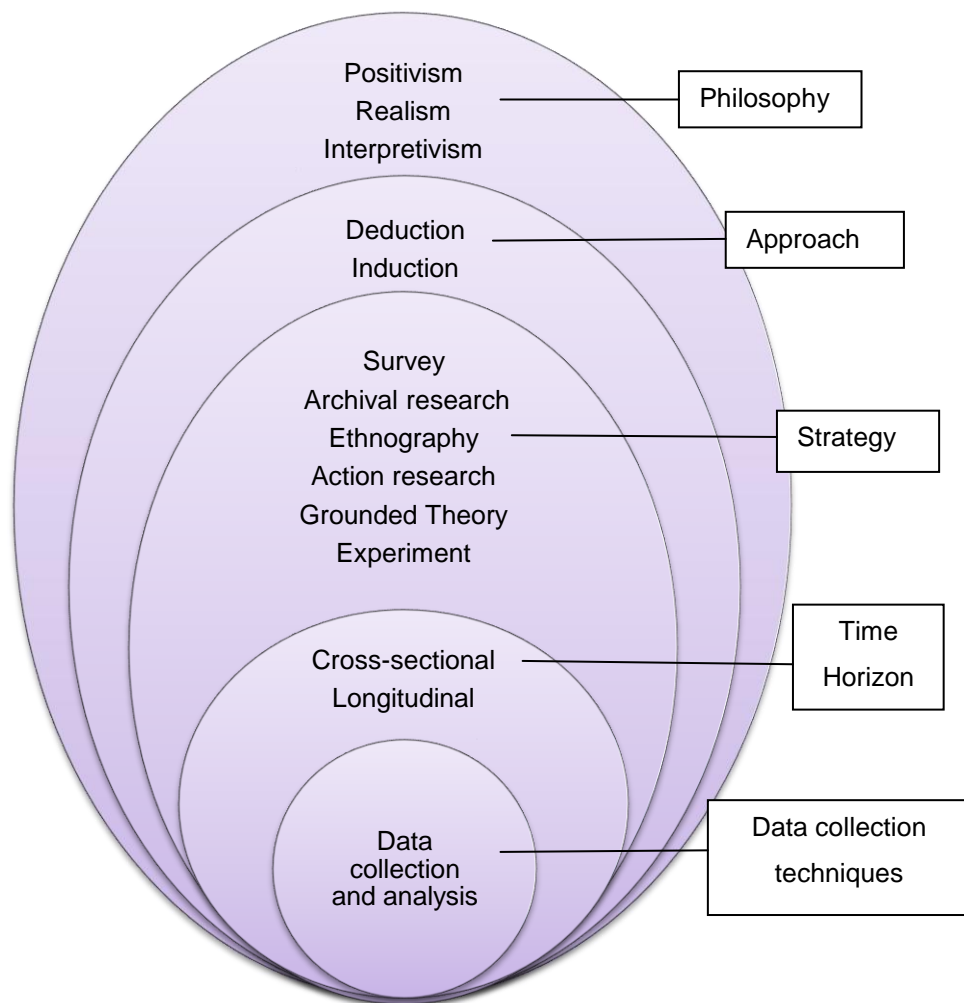 Positivism
Realism
Interpretivism
Philosophy
Deduction
Induction
Approach
Survey
Archival research
Ethnography
Action research
Grounded Theory
Experiment
Strategy
Cross-sectional
Longitudinal
Time
Horizon
Data
collection
and analysis
Data collection
techniques